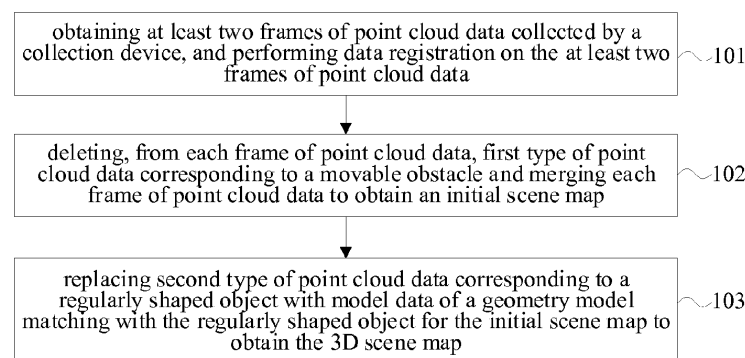 obtaining at least two frames of point cloud data collected by a
collection device, and performing data registration on the at least two
frames of point cloud data
101
deleting, from each frame of point cloud data, first type of point
cloud data corresponding to a movable obstacle and merging each
frame of point cloud data to obtain an initial scene map
102
replacing second type of point cloud data corresponding to a
regularly shaped object with model data of a geometry model
matching with the regularly shaped object for the initial scene map to
obtain the 3D scene map
103